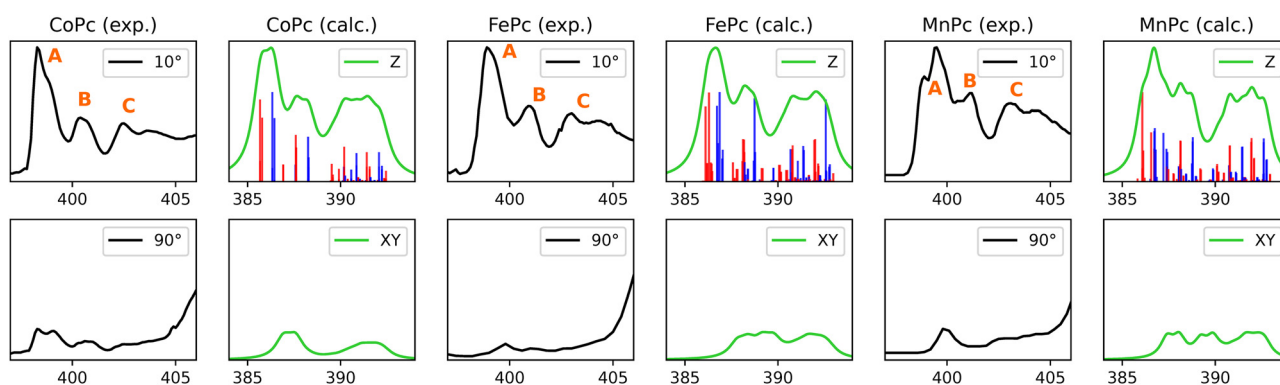 CoPc (exp.)
CoPc (calc.)
FePc (exp.)
FePc (calc.)
MnPc (exp.)
MnPc (calc.)
A
B
C
10°
Z
A
B
C
10°
Z
A
B
C
10°
Z
400 405
385 390
400 405
385 390
400 405
385 390
90°
XY
90°
XY
90°
XY
400 405
385 390
400 405
385 390
400 405
385 390